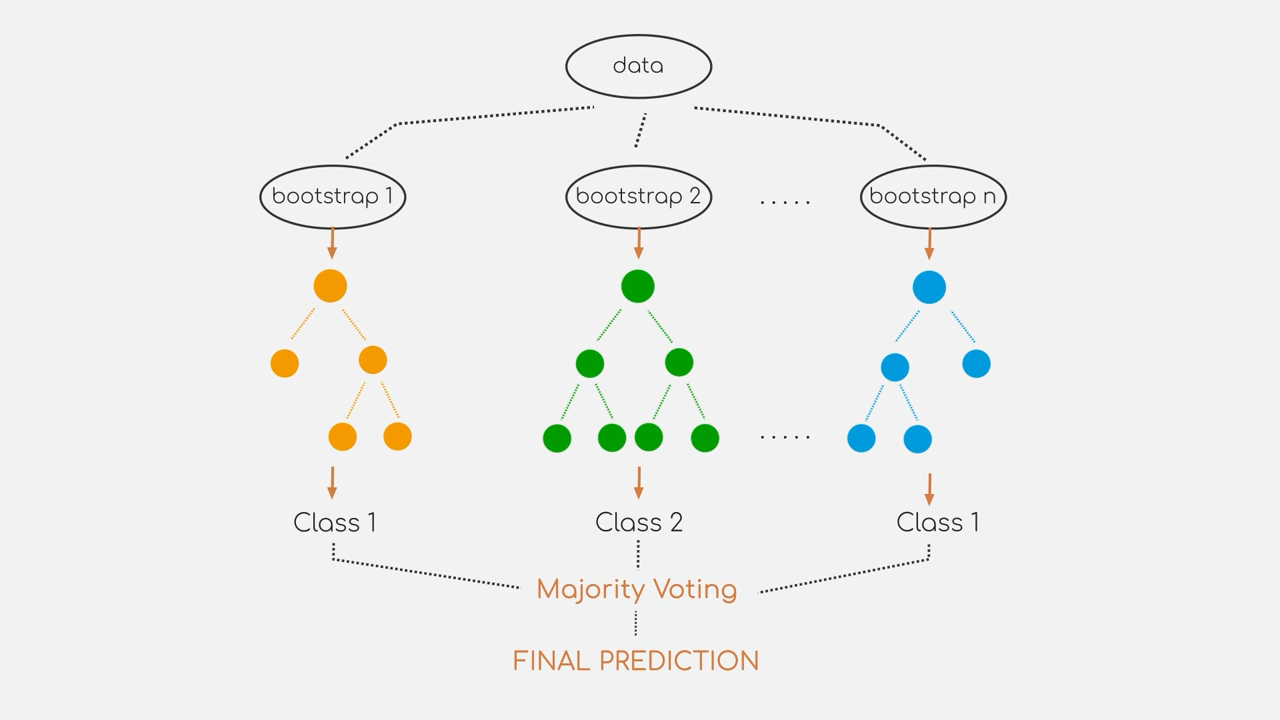 data
bootstrap 1
bootstrap 2
.....
bootstrap n
.....
Class 1
Class 2
Class 1
Majority Voting
FINAL PREDICTION